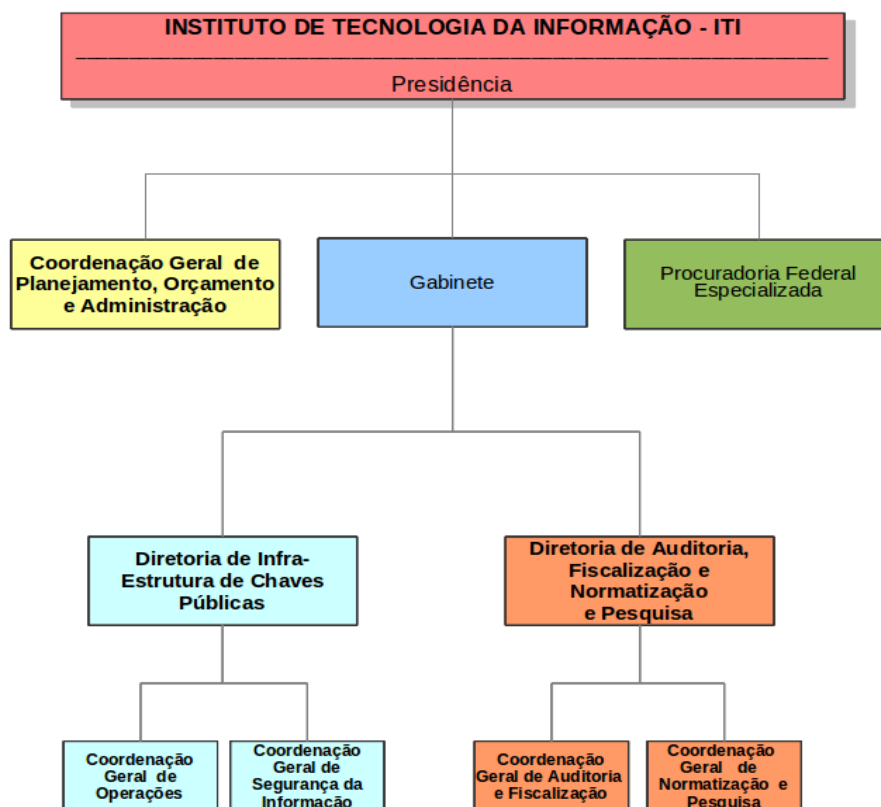 INSTITUTO DE TECNOLOGIA DA INFORMAÇÃO - ITI
Presidência
Coordenação Geral de
Planejamento, Orçamento
e Administração
Gabinete
Procuradoria Federal
Especializada
Diretoria de Infra-
Estrutura de Chaves
Públicas
Diretoria de Auditoria,
Fiscalização e
Normatização
e Pesquisa
Coordenação
Geral de
Operações
Coordenação
Geral de
Segurança da
Informação
Coordenação
Geral de Auditoria
e Fiscalização
Coordenação
Geral de
Normatização e
Pesquisa